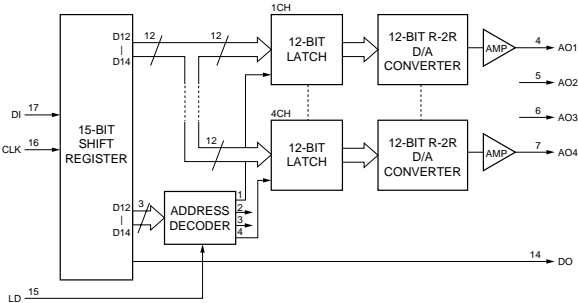 1CH
D12
|
D14
12
12
12-BIT
LATCH
12-BIT R-2R
D/A
CONVERTER
AMP
4
AO1
5
AO2
6
AO3
DI
17
CLK
16
15-BIT
SHIFT
REGISTER
12
4CH
12-BIT
LATCH
12-BIT R-2R
D/A
CONVERTER
AMP
7
AO4
D12
|
D14
3
ADDRESS
DECODER
1
2
3
4
14
DO
LD
15